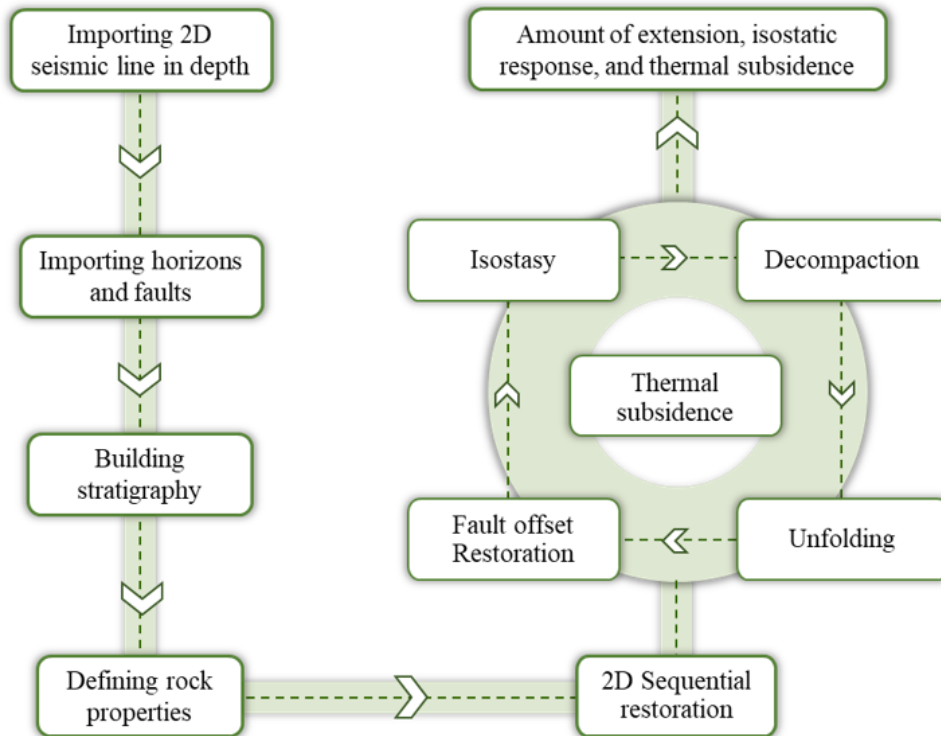 Importing 2D
seismic line in depth
Importing horizons
and faults
Building
stratigraphy
Defining rock
properties
2D Sequential
restoration
Isostasy
Decompaction
Thermal
subsidence
Fault offset
Restoration
Unfolding
Amount of extension, isostatic
response, and thermal subsidence